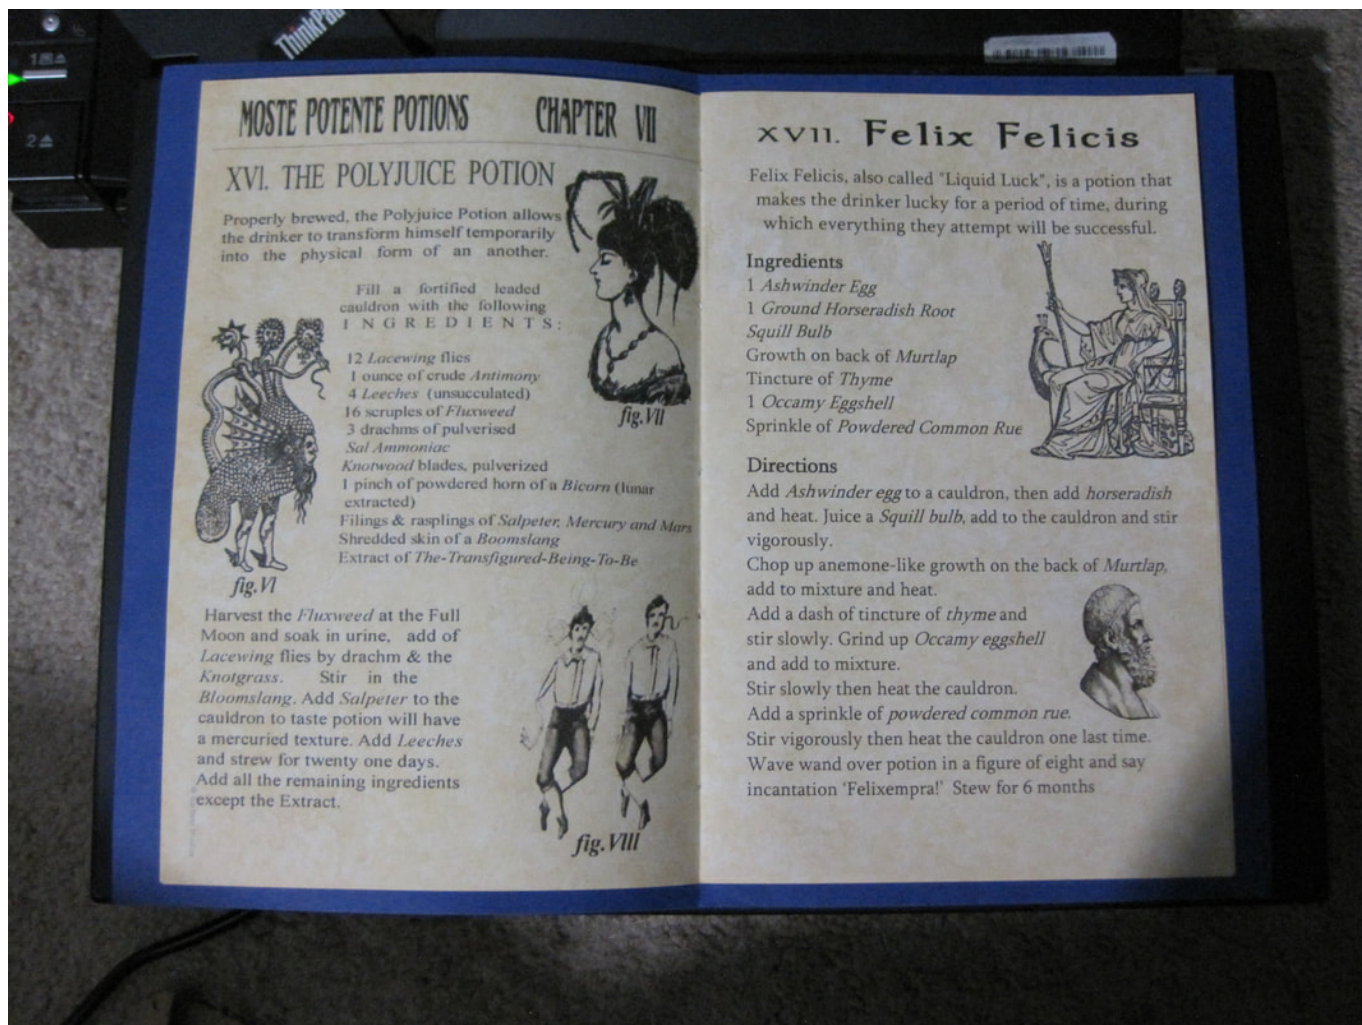 ThinkPad
1
2
MOSTE POTENTE POTIONS CHAPTER VII
XVI. THE POLYJUICE POTION
Properly brewed, the Polyjuice Potion allows
the drinker to transform himself temporarily
into the physical form of an another.
Fill a fortified leaded
cauldron with the following
INGREDIENTS:
12 Lacewing flies
1 ounce of crude Antimony
4 Leeches (unsucculated)
16 scruples of Fluxweed
3 drachms of pulverised
Sal Ammoniac
Knotwood blades, pulverized
1 pinch of powdered horn of a Bicorn (lunar
extracted)
Filings & rasplings of Salpeter, Mercury and Mars
Shredded skin of a Boomslang
Extract of The-Transfigured-Being-To-Be
fig.VII
fig.VI
Harvest the Fluxweed at the Full
Moon and soak in urine, add of
Lacewing flies by drachm & the
Knotgrass. Stir in the
Bloomslang. Add Salpeter to the
cauldron to taste potion will have
a mercuried texture. Add Leeches
and strew for twenty one days.
Add all the remaining ingredients
except the Extract.
fig.VIII
XVII. Felix Felicis
Felix Felicis, also called "Liquid Luck", is a potion that
makes the drinker lucky for a period of time, during
which everything they attempt will be successful.
Ingredients
1 Ashwinder Egg
1 Ground Horseradish Root
Squill Bulb
Growth on back of Murtlap
Tincture of Thyme
1 Occamy Eggshell
Sprinkle of Powdered Common Rue
Directions
Add Ashwinder egg to a cauldron, then add horseradish
and heat. Juice a Squill bulb, add to the cauldron and stir
vigorously.
Chop up anemone-like growth on the back of Murtlap,
add to mixture and heat.
Add a dash of tincture of thyme and
stir slowly. Grind up Occamy eggshell
and add to mixture.
Stir slowly then heat the cauldron.
Add a sprinkle of powdered common rue.
Stir vigorously then heat the cauldron one last time.
Wave wand over potion in a figure of eight and say
incantation 'Felixempra!' Stew for 6 months